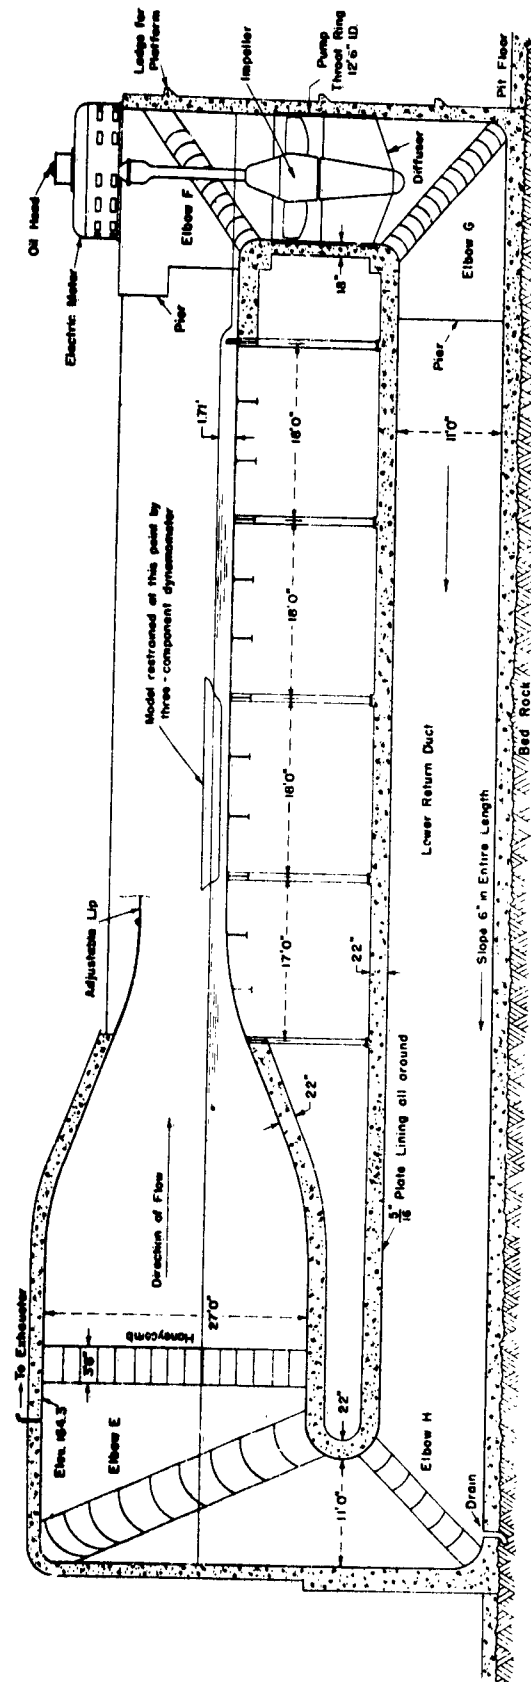 To Exhauster
Elev. 184.3
Elbow E
3'6"
Honeycomb
27'0"
Direction of Flow
Adjustable Lip
Model restrained at this point by
three-component dynamometer
1.71'
Pier
Electric Motor
Oil Head
Elbow F
Ledge for
Platform
Impeller
Pump
Throat Ring
12'6" I.D.
Diffuser
18"
Elbow G
Pit Floor
Pier
11'0"
18'0"
18'0"
18'0"
17'0"
22"
22"
5/16" Plate Lining all around
Lower Return Duct
Slope 6" in Entire Length
Bed Rock
22"
11'0"
Elbow H
Drain